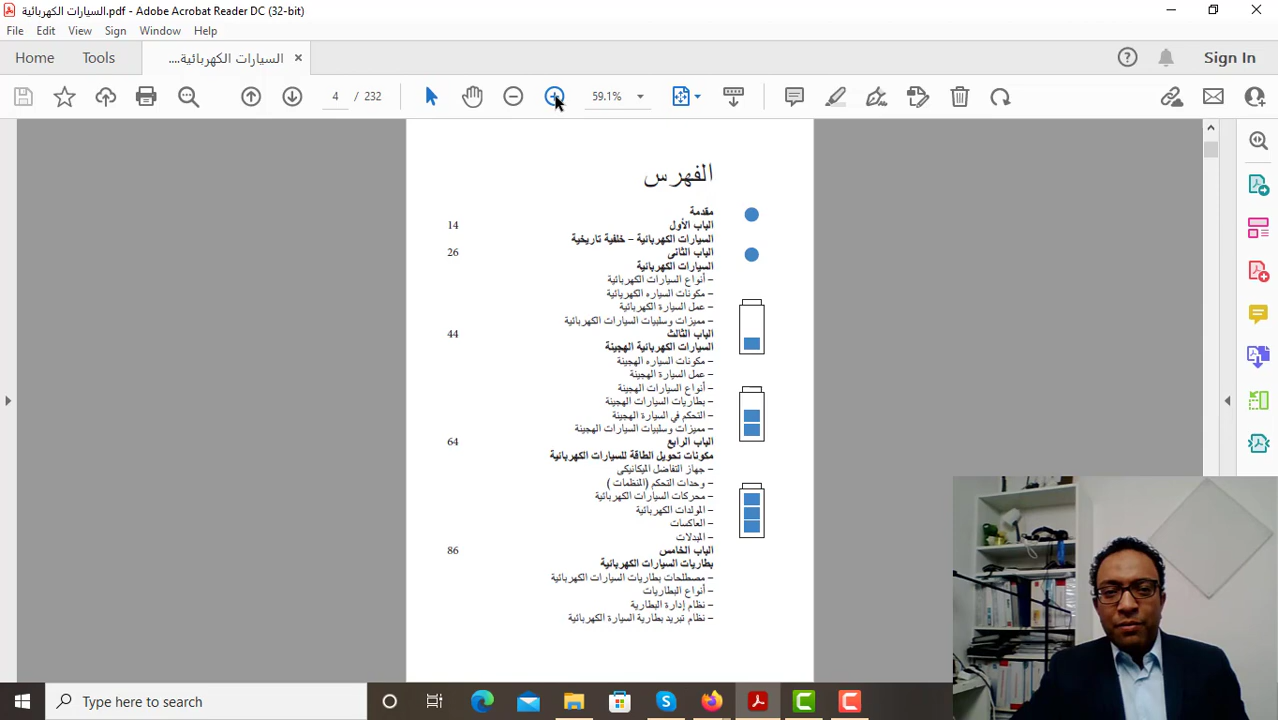 السيارات الكهربائية.pdf - Adobe Acrobat Reader DC (32-bit)
File Edit View Sign Window Help
Home Tools السيارات الكهربائية.... × Sign In
4 / 232 59.1%
الفهرس
مقدمة
الباب الأول 14
السيارات الكهربائية – خلفية تاريخية
الباب الثانى 26
السيارات الكهربائية
– أنواع السيارات الكهربائية
– مكونات السياره الكهربائية
– عمل السيارة الكهربائية
– مميزات وسلبيات السيارات الكهربائية
الباب الثالث 44
السيارات الكهربائية الهجينة
– مكونات السياره الهجينة
– عمل السيارة الهجينة
– أنواع السيارات الهجينة
– بطاريات السيارات الهجينة
– التحكم في السيارة الهجينة
– مميزات وسلبيات السيارات الهجينة
الباب الرابع 64
مكونات تحويل الطاقة للسيارات الكهربائية
– جهاز التفاضل الميكانيكى
– وحدات التحكم (المنظمات )
– محركات السيارات الكهربائية
– المولدات الكهربائية
– العاكسات
– المبدلات
الباب الخامس 86
بطاريات السيارات الكهربائية
– مصطلحات بطاريات السيارات الكهربائية
– أنواع البطاريات
– نظام إدارة البطارية
– نظام تبريد بطارية السيارة الكهربائية
Type here to search